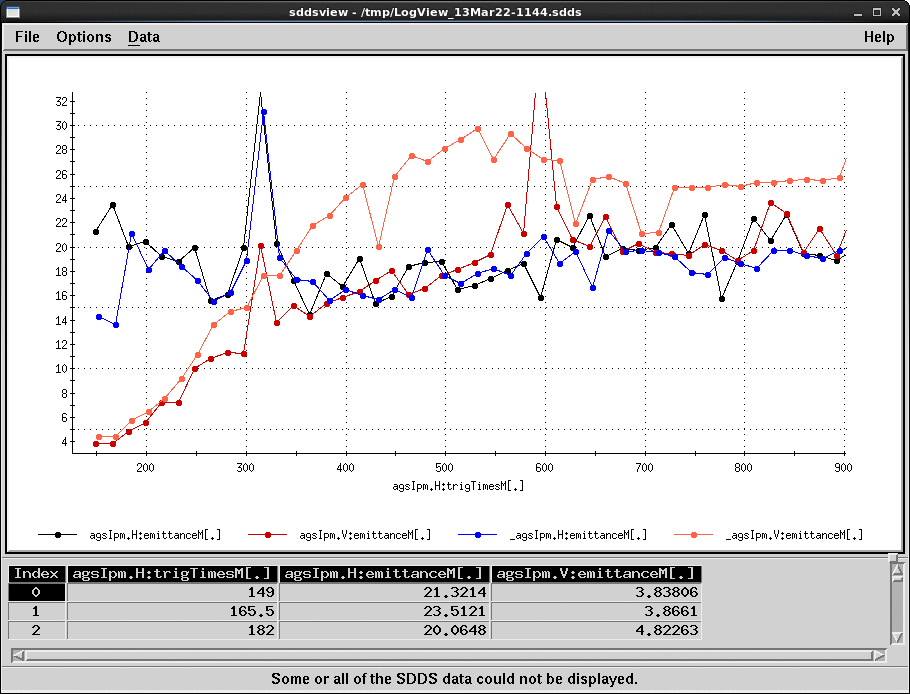 sddsview - /tmp/LogView_13Mar22-1144.sdds
File Options Data Help
32
30
28
26
24
22
20
18
16
14
12
10
8
6
4
200 300 400 500 600 700 800 900
agsIpm.H:trigTimesM[.]
agsIpm.H:emittanceM[.] agsIpm.V:emittanceM[.] _agsIpm.H:emittanceM[.] _agsIpm.V:emittanceM[.]
Index agsIpm.H:trigTimesM[.] agsIpm.H:emittanceM[.] agsIpm.V:emittanceM[.]
0 149 21.3214 3.83806
1 165.5 23.5121 3.8661
2 182 20.0648 4.82263
Some or all of the SDDS data could not be displayed.